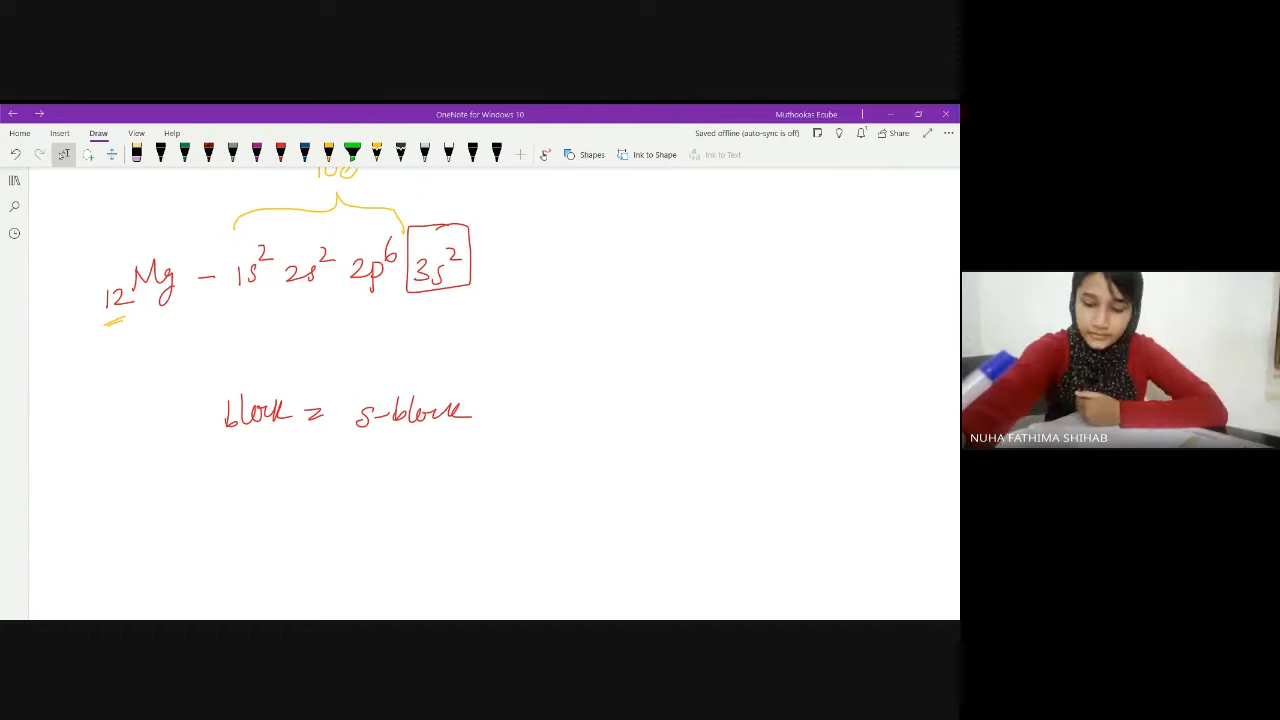 OneNote for Windows 10
Muthookas Ecube
Home Insert Draw View Help
Saved offline (auto-sync is off)
Share
Shapes
Ink to Shape
Ink to Text
12Mg - 1s² 2s² 2p⁶ 3s²
block = s-block
NUHA FATHIMA SHIHAB